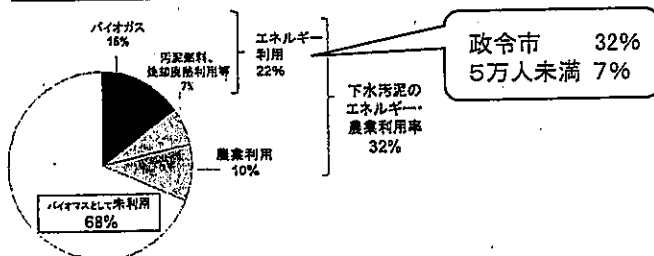 バイオガス
15%
汚泥燃料、
焼却廃熱利用等
7%
エネルギー
利用
22%
政令市 32%
5万人未満 7%
下水汚泥の
エネルギー・
農業利用率
32%
農業利用
10%
バイオマスとして未利用
68%